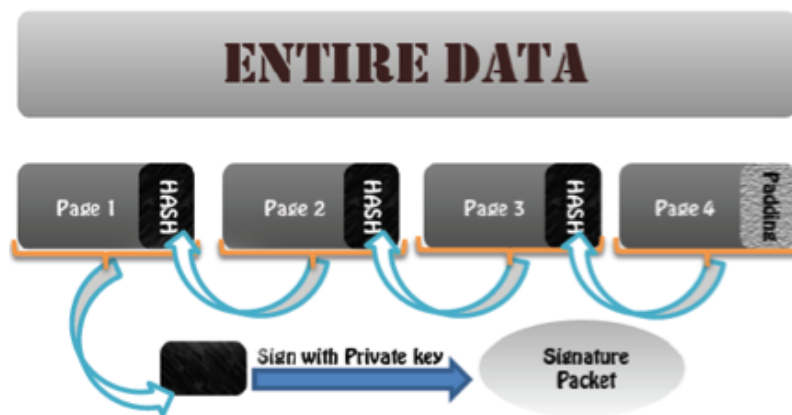 ENTIRE DATA
Page 1
HASH
Page 2
HASH
Page 3
HASH
Page 4
Padding
Sign with Private key
Signature
Packet